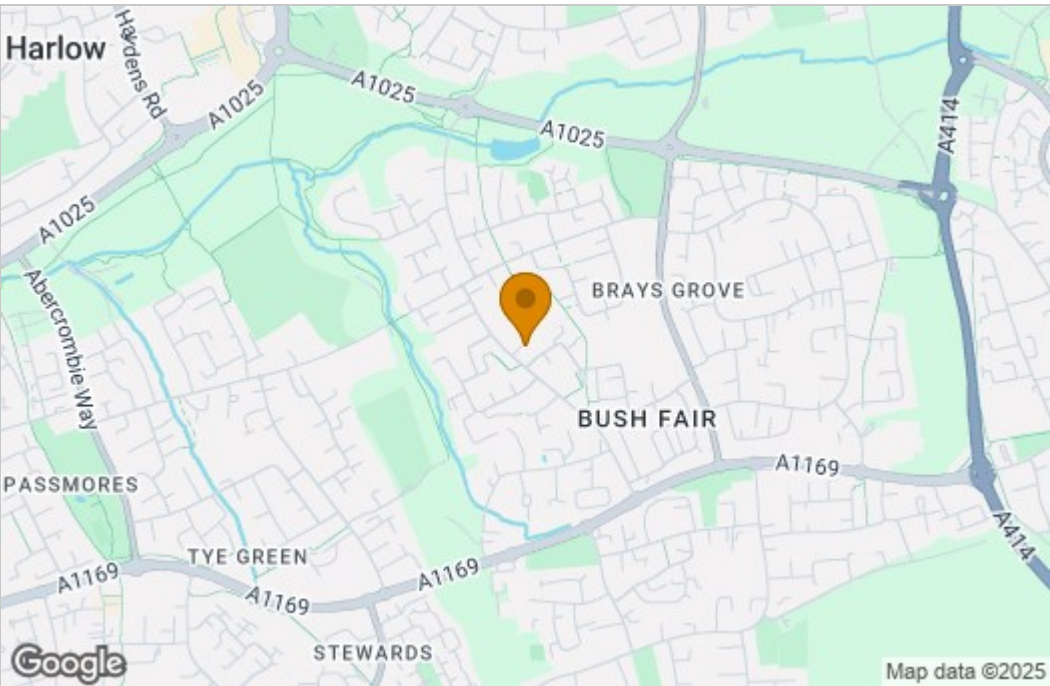 Harlow
Haydens Rd
A1025
A1025
A1025
A414
A1025
Abercrombie Way
BRAYS GROVE
BUSH FAIR
A1169
PASSMORES
TYE GREEN
A1169
A1169
A1169
A414
STEWARDS
Google
Map data ©2025